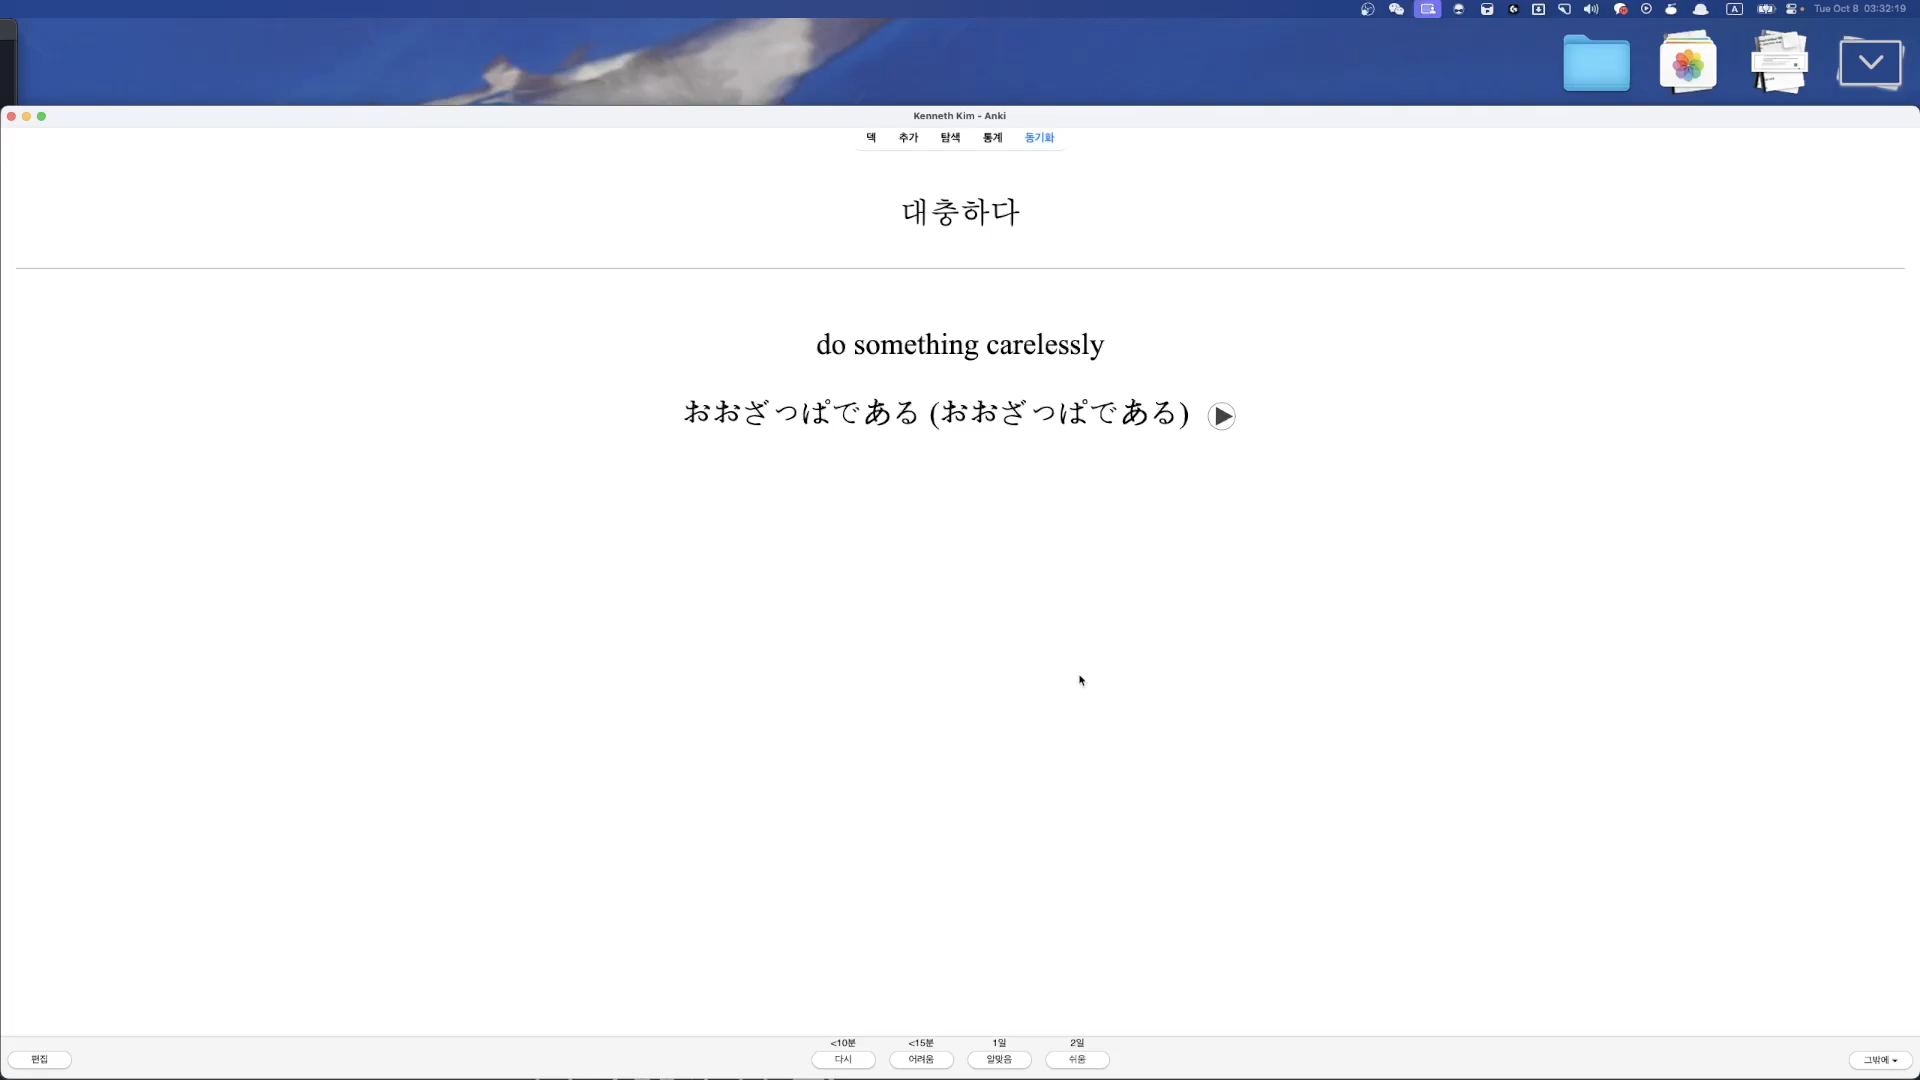 Tue Oct 8 03:32:19
Kenneth Kim - Anki
덱 추가 탐색 통계 동기화
대충하다
do something carelessly
おおざっぱである (おおざっぱである)
<10분 <15분 1일 2일
편집 다시 어려움 알맞음 쉬움 그밖에